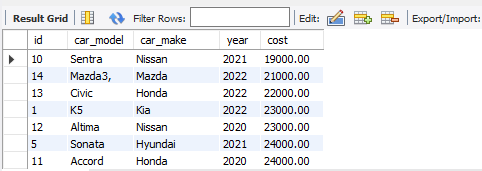 Result Grid Filter Rows: Edit: Export/Import:
id car_model car_make year cost
10 Sentra Nissan 2021 19000.00
14 Mazda3, Mazda 2022 21000.00
13 Civic Honda 2022 22000.00
1 K5 Kia 2022 23000.00
12 Altima Nissan 2020 23000.00
5 Sonata Hyundai 2021 24000.00
11 Accord Honda 2020 24000.00